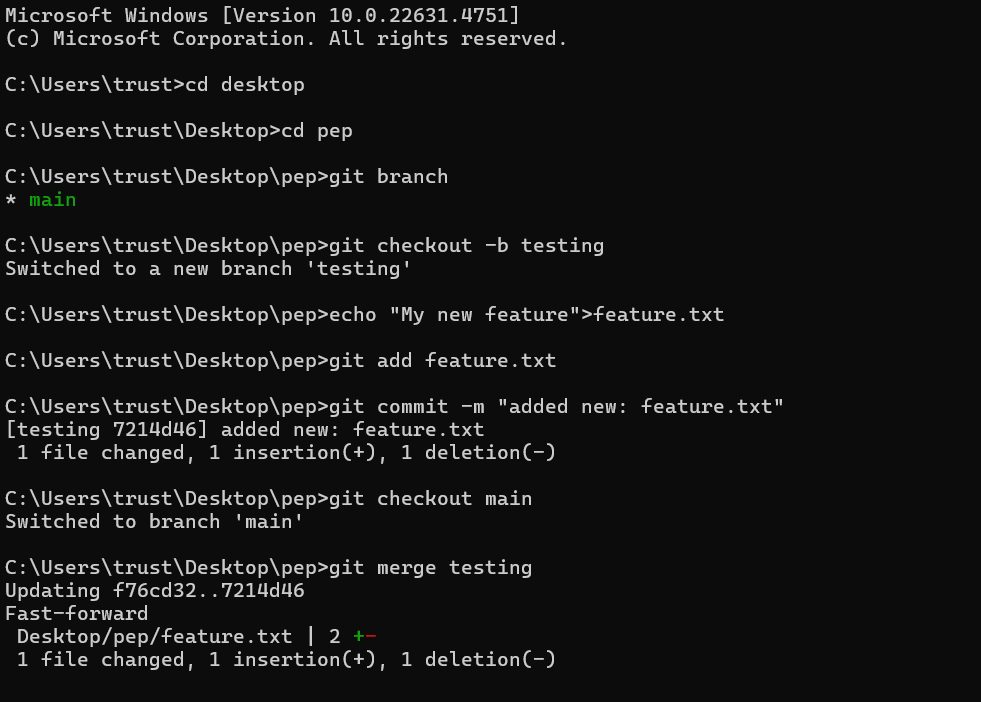 Microsoft Windows [Version 10.0.22631.4751]
(c) Microsoft Corporation. All rights reserved.
C:\Users\trust>cd desktop
C:\Users\trust\Desktop>cd pep
C:\Users\trust\Desktop\pep>git branch
* main
C:\Users\trust\Desktop\pep>git checkout -b testing
Switched to a new branch 'testing'
C:\Users\trust\Desktop\pep>echo "My new feature">feature.txt
C:\Users\trust\Desktop\pep>git add feature.txt
C:\Users\trust\Desktop\pep>git commit -m "added new: feature.txt"
[testing 7214d46] added new: feature.txt
 1 file changed, 1 insertion(+), 1 deletion(-)
C:\Users\trust\Desktop\pep>git checkout main
Switched to branch 'main'
C:\Users\trust\Desktop\pep>git merge testing
Updating f76cd32..7214d46
Fast-forward
 Desktop/pep/feature.txt | 2 +-
 1 file changed, 1 insertion(+), 1 deletion(-)